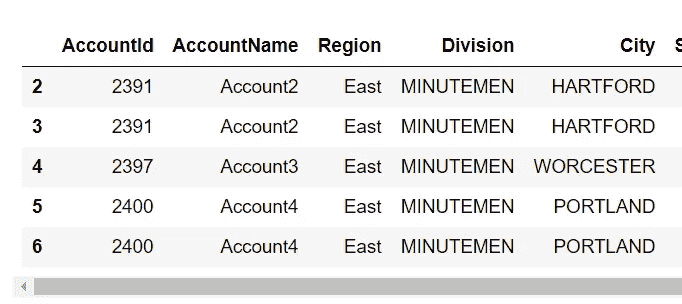 AccountId AccountName Region Division City S
2 2391 Account2 East MINUTEMEN HARTFORD
3 2391 Account2 East MINUTEMEN HARTFORD
4 2397 Account3 East MINUTEMEN WORCESTER
5 2400 Account4 East MINUTEMEN PORTLAND
6 2400 Account4 East MINUTEMEN PORTLAND